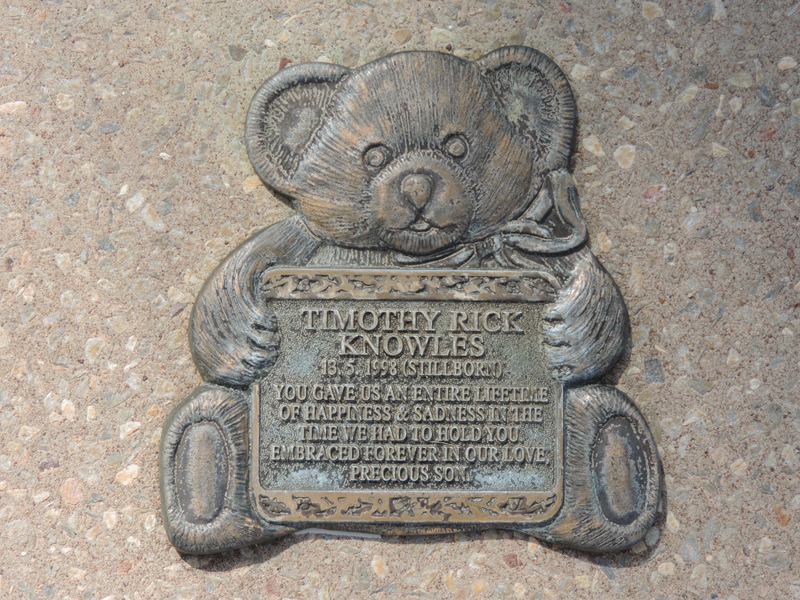 TIMOTHY RICK
KNOWLES
13. 5. 1998 (STILLBORN)
YOU GAVE US AN ENTIRE LIFETIME
OF HAPPINESS & SADNESS IN THE
TIME WE HAD TO HOLD YOU.
EMBRACED FOREVER IN OUR LOVE,
PRECIOUS SON.